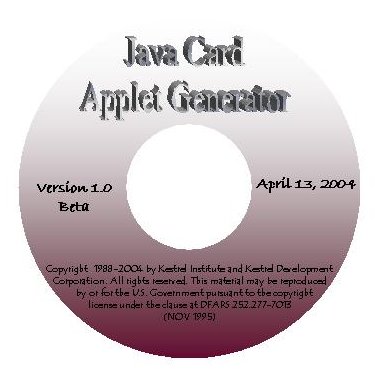 Java Card
Applet Generator
Version 1.0
Beta
April 13, 2004
Copyright 1988-2004 by Kestrel Institute and Kestrel Development
Corporation. All rights reserved. This material may be reproduced
by or for the U.S. Government pursuant to the copyright
license under the clause at DFARS 252.277-7013
(NOV 1995)